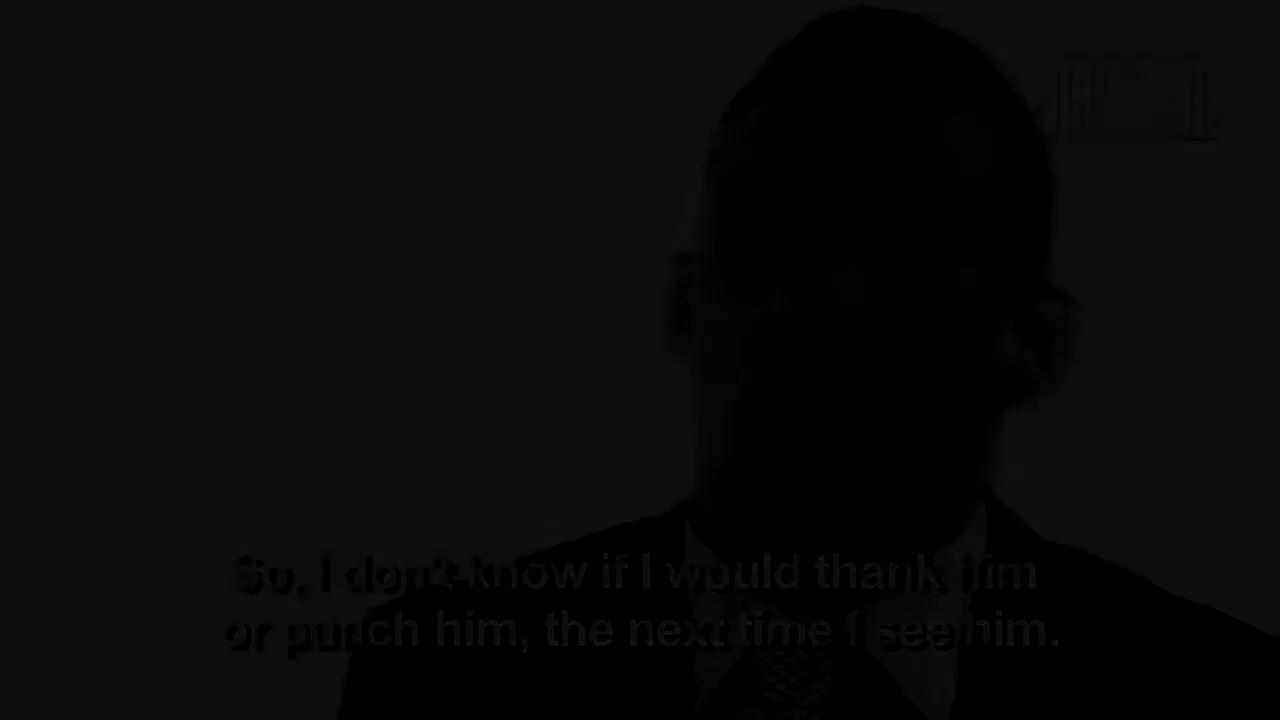 So, I don't know if I would thank him
or punch him, the next time I see him.